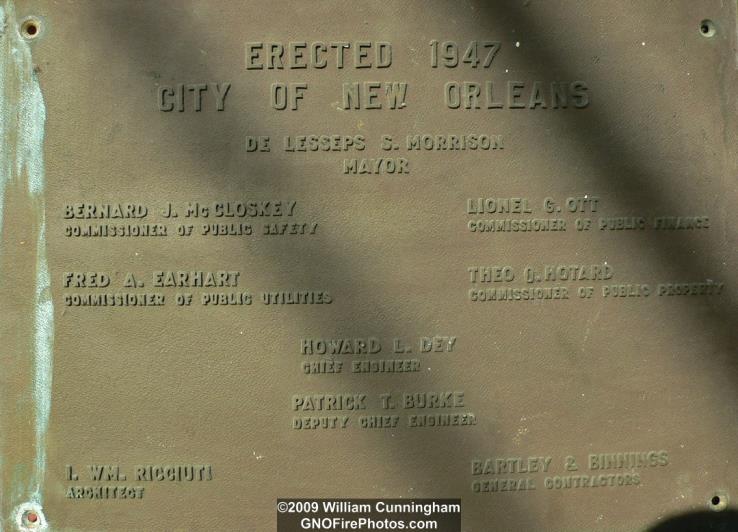 ERECTED 1947
CITY OF NEW ORLEANS
DE LESSEPS S. MORRISON
MAYOR
BERNARD J. McCLOSKEY
COMMISSIONER OF PUBLIC SAFETY
LIONEL G. OTT
COMMISSIONER OF PUBLIC FINANCE
FRED A. EARHART
COMMISSIONER OF PUBLIC UTILITIES
THEO O. HOTARD
COMMISSIONER OF PUBLIC PROPERTY
HOWARD L. DEY
CHIEF ENGINEER
PATRICK T. BURKE
DEPUTY CHIEF ENGINEER
I. WM. RICCIUTI
ARCHITECT
BARTLEY & BINNINGS
GENERAL CONTRACTORS
©2009 William Cunningham
GNOFirePhotos.com